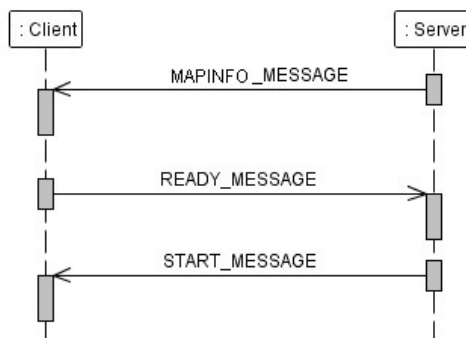 : Client
: Server
MAPINFO_MESSAGE
READY_MESSAGE
START_MESSAGE